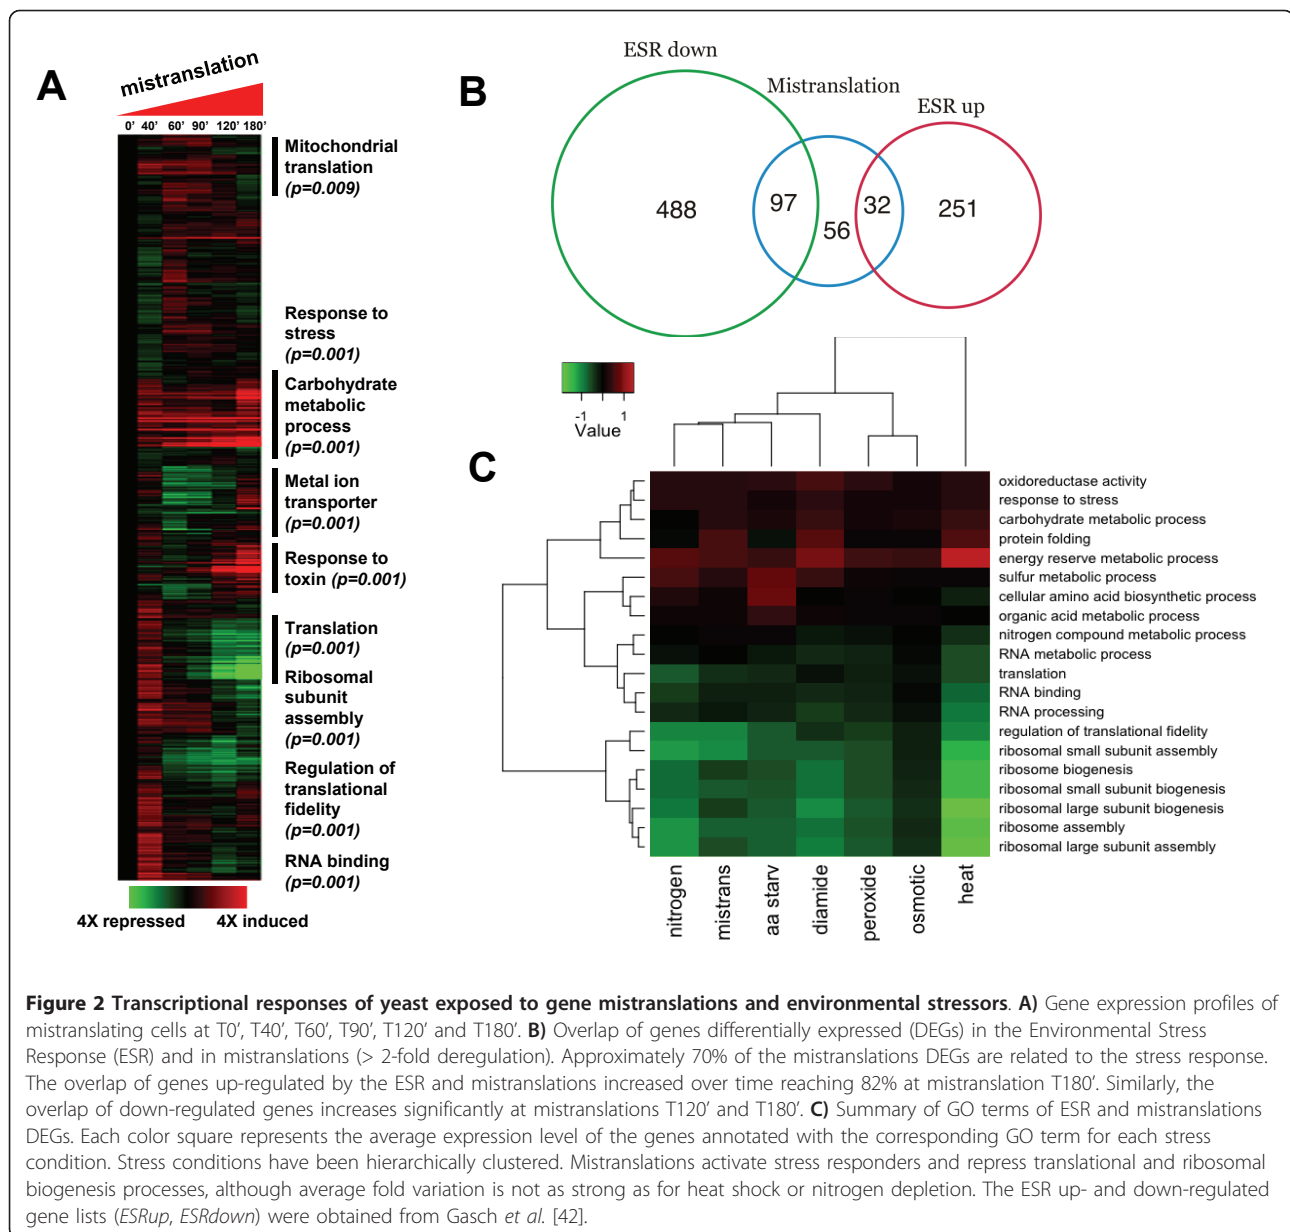 A
mistranslation
0' 40' 60' 90' 120' 180'
Mitochondrial
translation
(p=0.009)
Response to
stress
(p=0.001)
Carbohydrate
metabolic
process
(p=0.001)
Metal ion
transporter
(p=0.001)
Response to
toxin (p=0.001)
Translation
(p=0.001)
Ribosomal
subunit
assembly
(p=0.001)
Regulation of
translational
fidelity
(p=0.001)
RNA binding
(p=0.001)
4X repressed 4X induced
B
ESR down
Mistranslation
ESR up
488 97 56 32 251
-1 1
Value
C
oxidoreductase activity
response to stress
carbohydrate metabolic process
protein folding
energy reserve metabolic process
sulfur metabolic process
cellular amino acid biosynthetic process
organic acid metabolic process
nitrogen compound metabolic process
RNA metabolic process
translation
RNA binding
RNA processing
regulation of translational fidelity
ribosomal small subunit assembly
ribosome biogenesis
ribosomal small subunit biogenesis
ribosomal large subunit biogenesis
ribosome assembly
ribosomal large subunit assembly
nitrogen
mistrans
aa starv
diamide
peroxide
osmotic
heat
Figure 2 Transcriptional responses of yeast exposed to gene mistranslations and environmental stressors. A) Gene expression profiles of
mistranslating cells at T0', T40', T60', T90', T120' and T180'. B) Overlap of genes differentially expressed (DEGs) in the Environmental Stress
Response (ESR) and in mistranslations (> 2-fold deregulation). Approximately 70% of the mistranslations DEGs are related to the stress response.
The overlap of genes up-regulated by the ESR and mistranslations increased over time reaching 82% at mistranslation T180'. Similarly, the
overlap of down-regulated genes increases significantly at mistranslations T120' and T180'. C) Summary of GO terms of ESR and mistranslations
DEGs. Each color square represents the average expression level of the genes annotated with the corresponding GO term for each stress
condition. Stress conditions have been hierarchically clustered. Mistranslations activate stress responders and repress translational and ribosomal
biogenesis processes, although average fold variation is not as strong as for heat shock or nitrogen depletion. The ESR up- and down-regulated
gene lists (ESRup, ESRdown) were obtained from Gasch et al. [42].